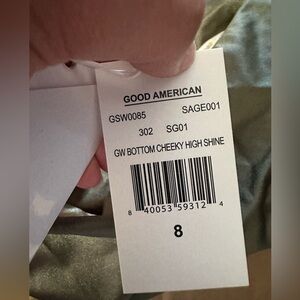 GOOD AMERICAN
GSW0085 SAGE001
302 SG01
GW BOTTOM CHEEKY HIGH SHINE
8 40053 59312 4
8